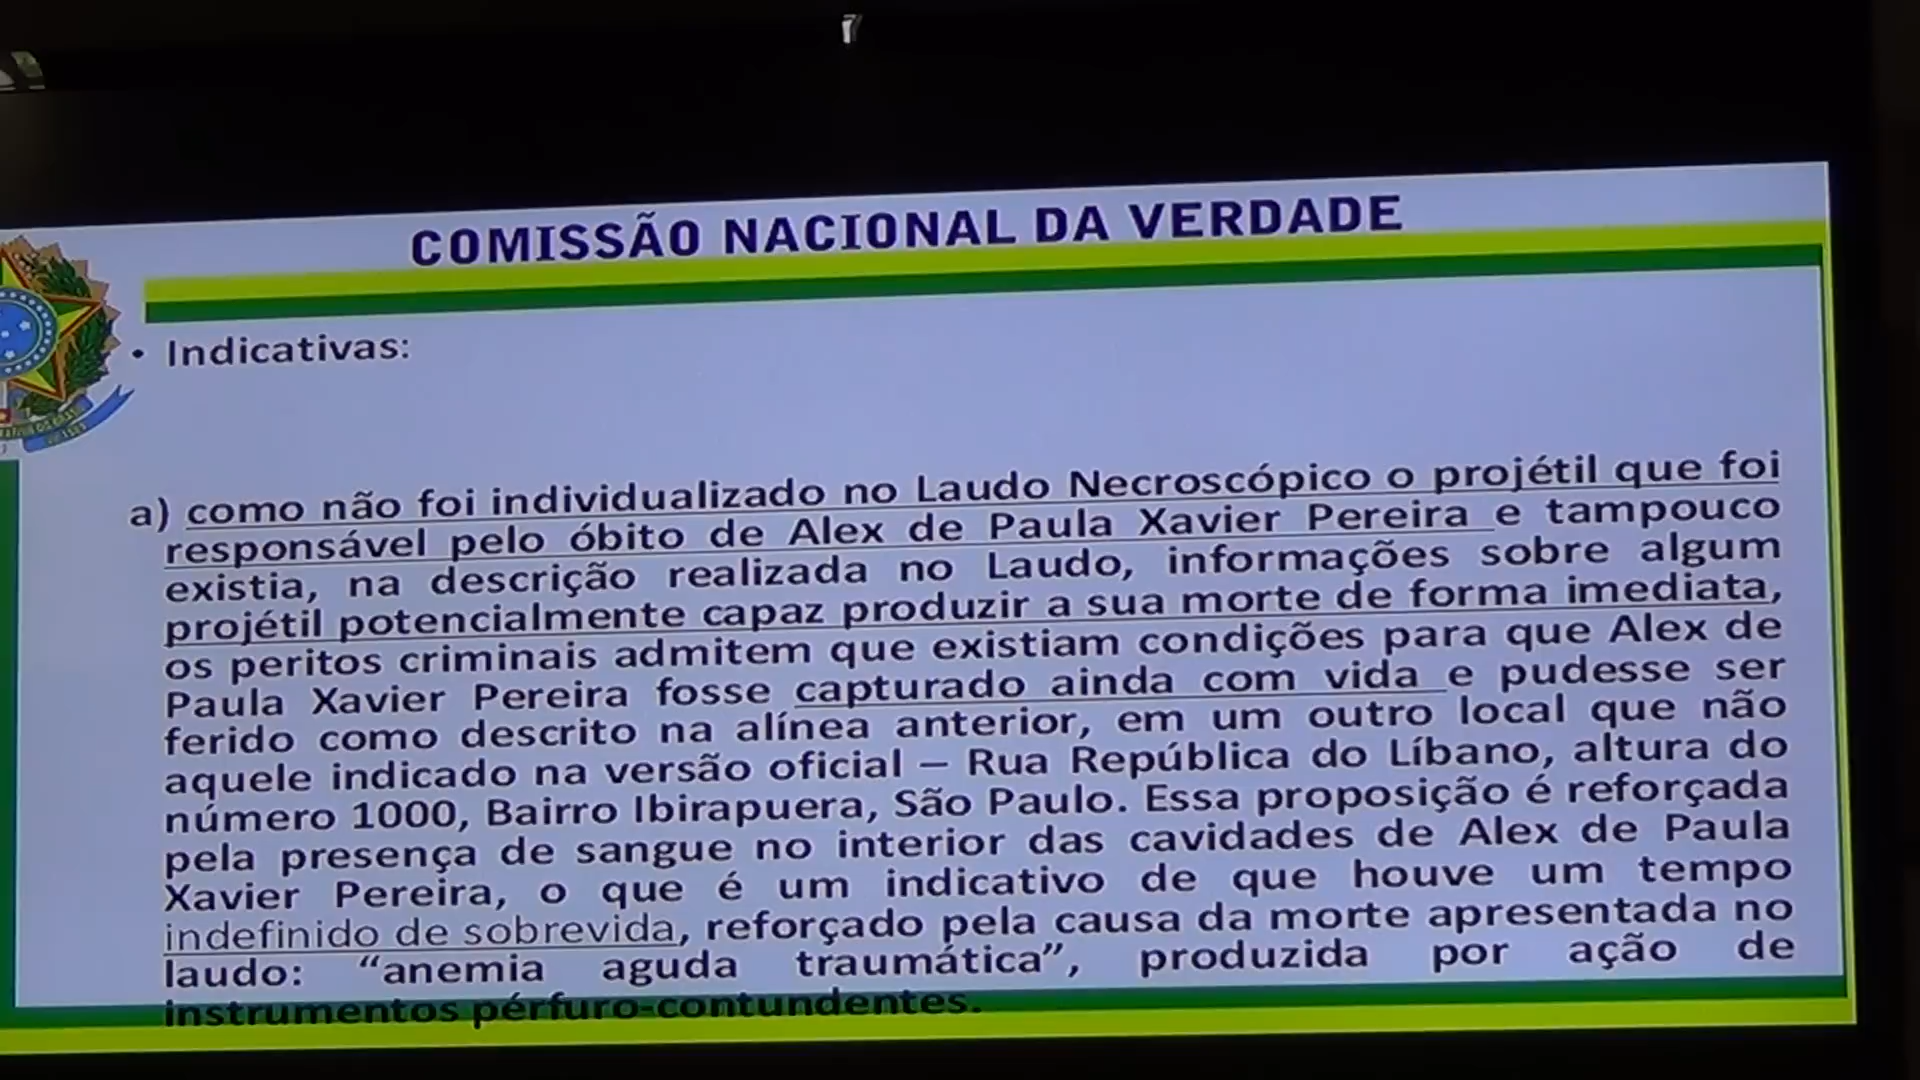 COMISSÃO NACIONAL DA VERDADE
• Indicativas:
a) como não foi individualizado no Laudo Necroscópico o projétil que foi
responsável pelo óbito de Alex de Paula Xavier Pereira e tampouco
existia, na descrição realizada no Laudo, informações sobre algum
projétil potencialmente capaz produzir a sua morte de forma imediata,
os peritos criminais admitem que existiam condições para que Alex de
Paula Xavier Pereira fosse capturado ainda com vida e pudesse ser
ferido como descrito na alínea anterior, em um outro local que não
aquele indicado na versão oficial – Rua República do Líbano, altura do
número 1000, Bairro Ibirapuera, São Paulo. Essa proposição é reforçada
pela presença de sangue no interior das cavidades de Alex de Paula
Xavier Pereira, o que é um indicativo de que houve um tempo
indefinido de sobrevida, reforçado pela causa da morte apresentada no
laudo: “anemia aguda traumática”, produzida por ação de
instrumentos pérfuro-contundentes.